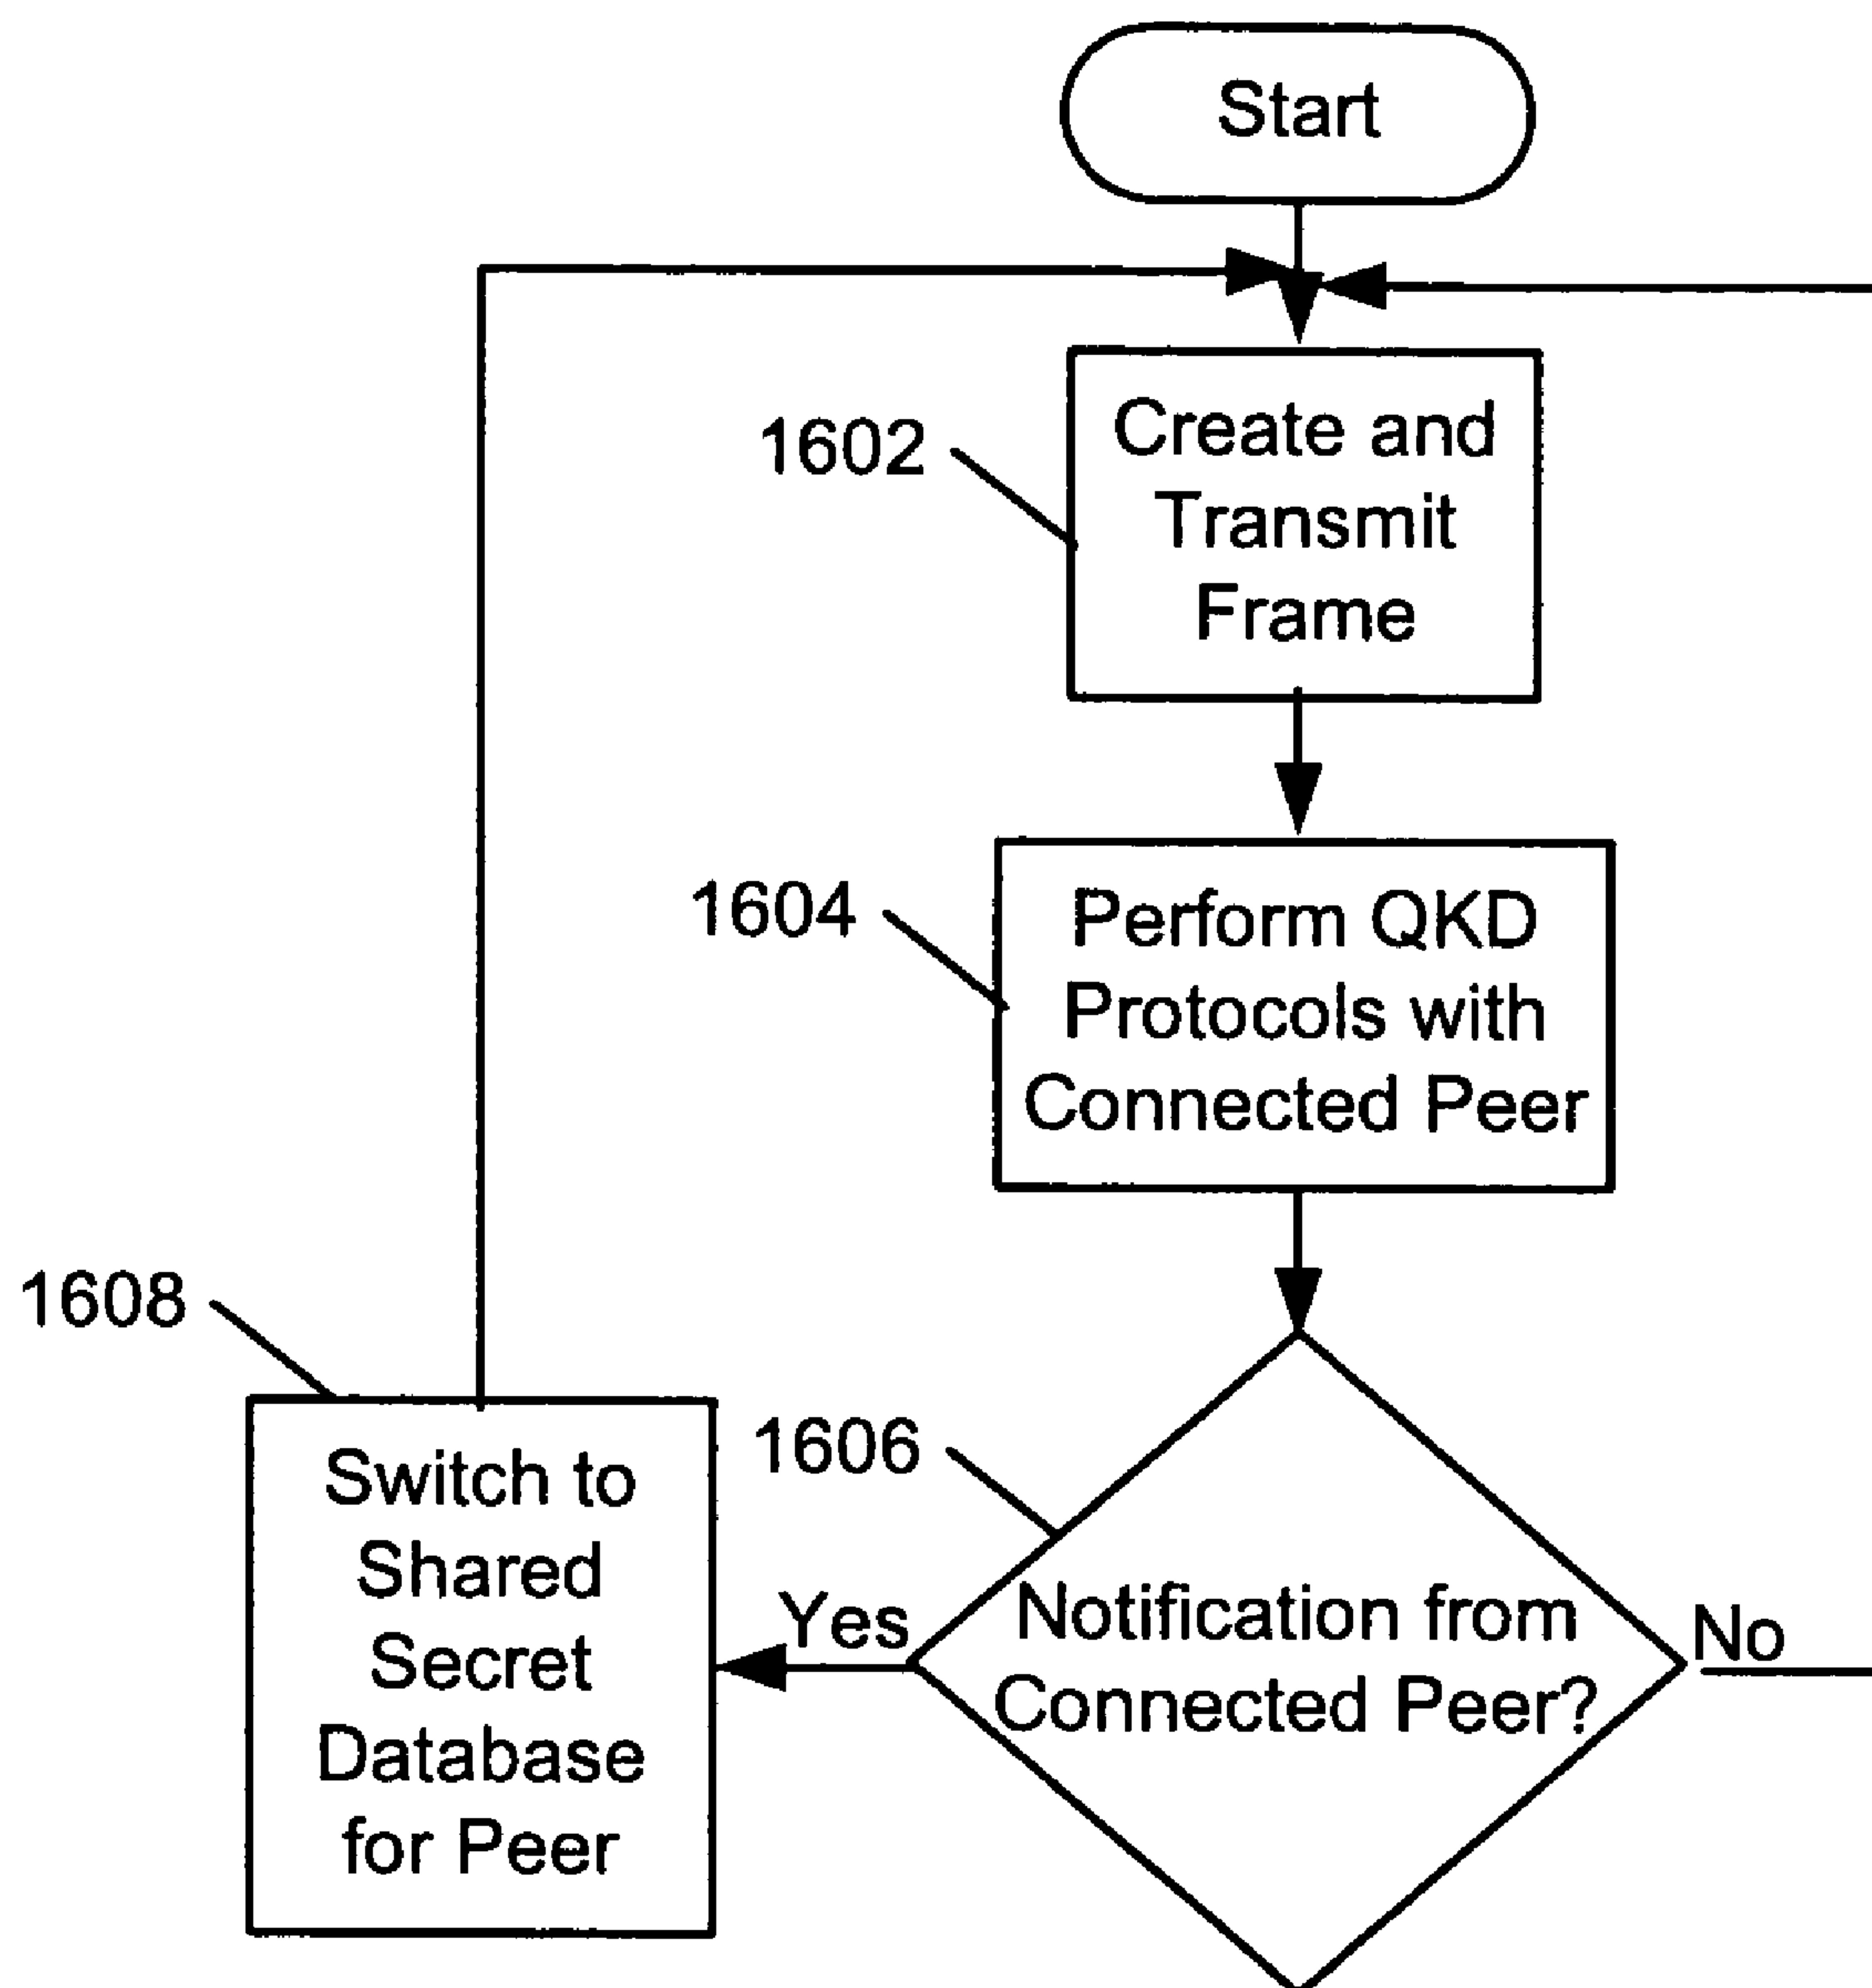 Start
1602
Create and
Transmit
Frame
1604
Perform QKD
Protocols with
Connected Peer
1608
Switch to
Shared
Secret
Database
for Peer
1606
Yes
Notification from
Connected Peer?
No